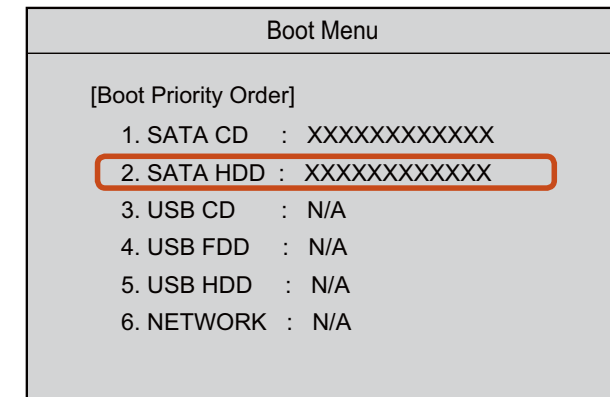 Boot Menu
[Boot Priority Order]
1. SATA CD : XXXXXXXXXXXX
2. SATA HDD : XXXXXXXXXXXX
3. USB CD : N/A
4. USB FDD : N/A
5. USB HDD : N/A
6. NETWORK : N/A